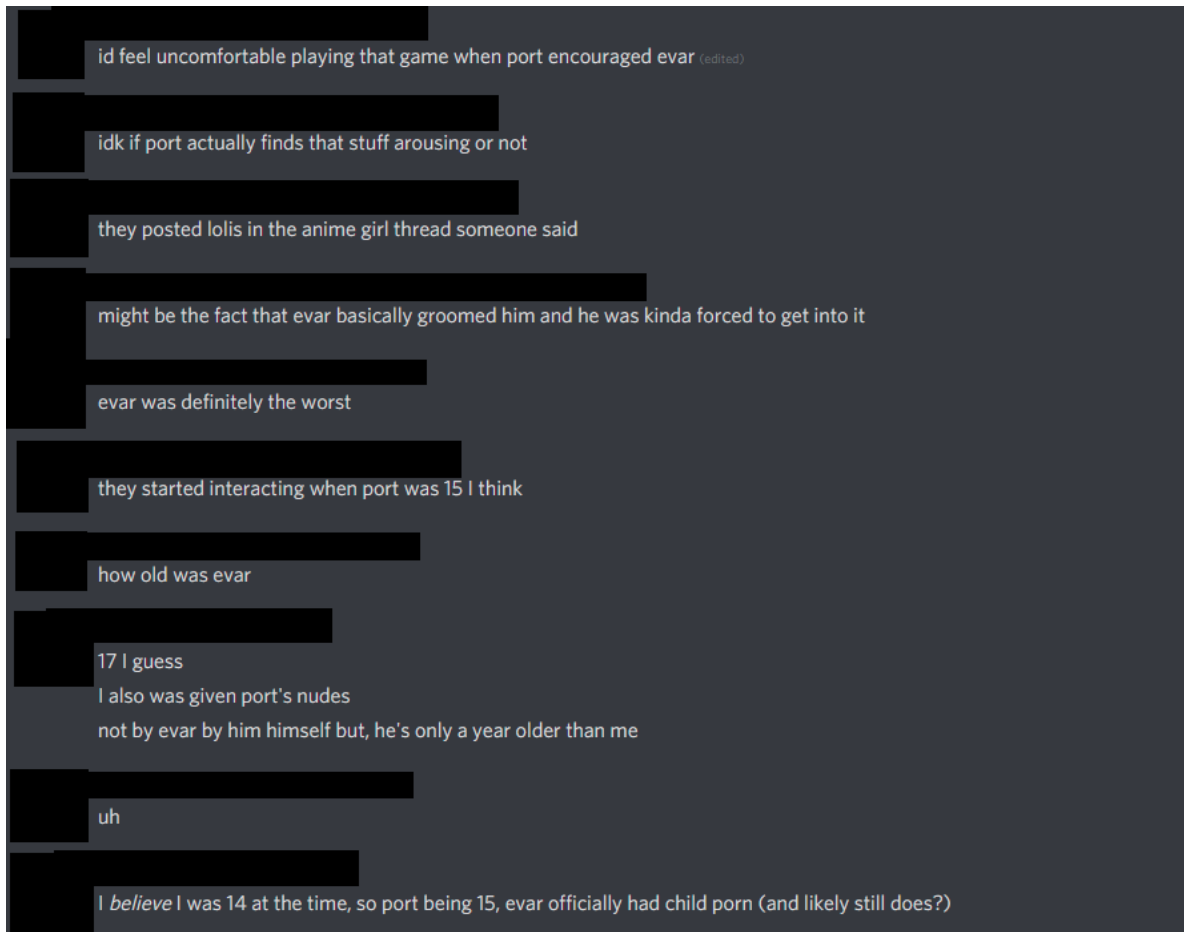 id feel uncomfortable playing that game when port encouraged evar (edited)
idk if port actually finds that stuff arousing or not
they posted lolis in the anime girl thread someone said
might be the fact that evar basically groomed him and he was kinda forced to get into it
evar was definitely the worst
they started interacting when port was 15 I think
how old was evar
17 I guess
I also was given port's nudes
not by evar by him himself but, he's only a year older than me
uh
I believe I was 14 at the time, so port being 15, evar officially had child porn (and likely still does?)